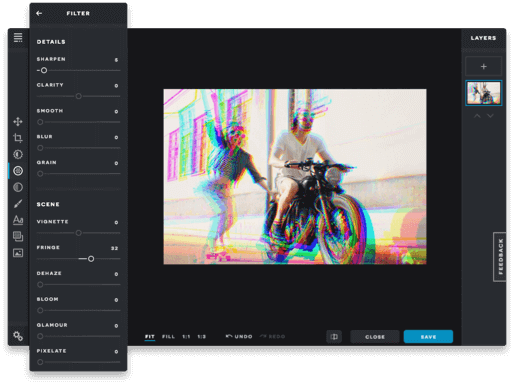 FILTER
DETAILS
SHARPEN
CLARITY 0
SMOOTH 0
BLUR 0
GRAIN 0
SCENE
VIGNETTE 0
FRINGE 32
DEHAZE 0
BLOOM 0
GLAMOUR 0
PIXELATE 0
Aa
FIT FILL 1:1 1:2 UNDO REDO
CLOSE SAVE
LAYERS
+
FEEDBACK